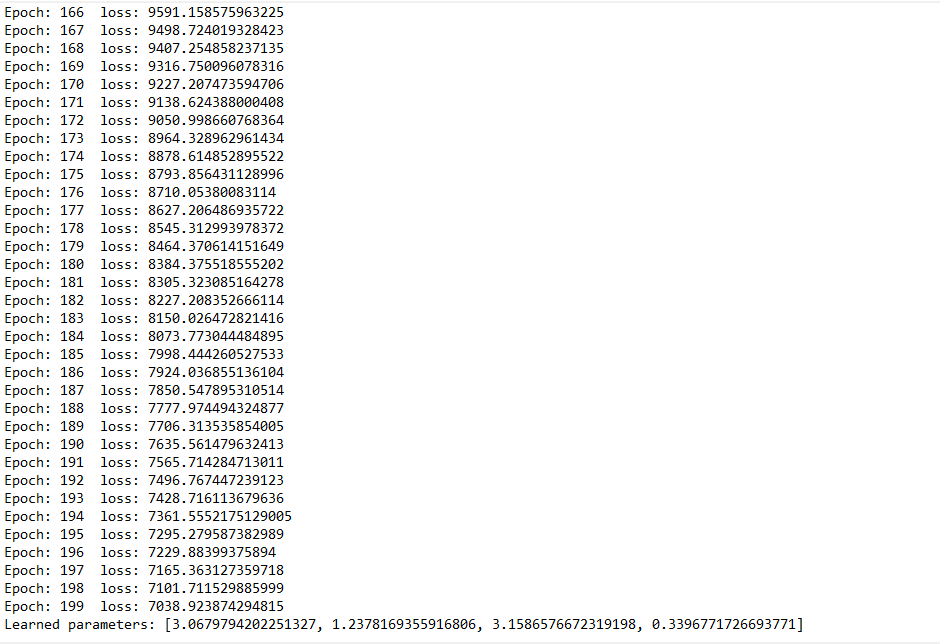 Epoch: 166  loss: 9591.158575963225
Epoch: 167  loss: 9498.724019328423
Epoch: 168  loss: 9407.254858237135
Epoch: 169  loss: 9316.750096078316
Epoch: 170  loss: 9227.207473594706
Epoch: 171  loss: 9138.624388000408
Epoch: 172  loss: 9050.998660768364
Epoch: 173  loss: 8964.328962961434
Epoch: 174  loss: 8878.614852895522
Epoch: 175  loss: 8793.856431128996
Epoch: 176  loss: 8710.05380083114
Epoch: 177  loss: 8627.206486935722
Epoch: 178  loss: 8545.312993978372
Epoch: 179  loss: 8464.370614151649
Epoch: 180  loss: 8384.375518555202
Epoch: 181  loss: 8305.323085164278
Epoch: 182  loss: 8227.208352666114
Epoch: 183  loss: 8150.026472821416
Epoch: 184  loss: 8073.773044484895
Epoch: 185  loss: 7998.444260527533
Epoch: 186  loss: 7924.036855136104
Epoch: 187  loss: 7850.547895310514
Epoch: 188  loss: 7777.974494324877
Epoch: 189  loss: 7706.313535854005
Epoch: 190  loss: 7635.561479632413
Epoch: 191  loss: 7565.714284713011
Epoch: 192  loss: 7496.767447239123
Epoch: 193  loss: 7428.716113679636
Epoch: 194  loss: 7361.5552175129005
Epoch: 195  loss: 7295.279587382989
Epoch: 196  loss: 7229.88399375894
Epoch: 197  loss: 7165.363127359718
Epoch: 198  loss: 7101.711529885999
Epoch: 199  loss: 7038.923874294815
Learned parameters: [3.0679794202251327, 1.2378169355916806, 3.1586576672319198, 0.3396771726693771]